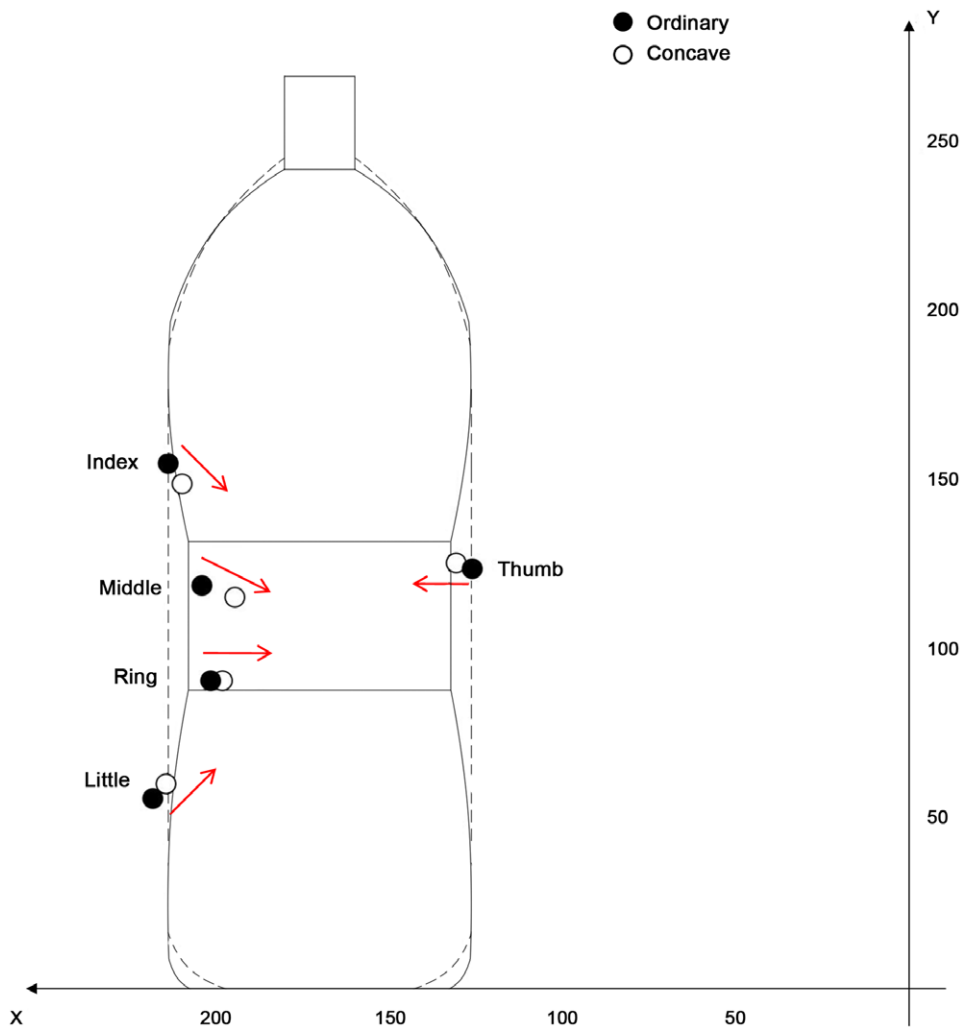 Y
Ordinary
Concave
250
200
Index
150
Middle
Thumb
Ring
100
Little
50
X
200
150
100
50